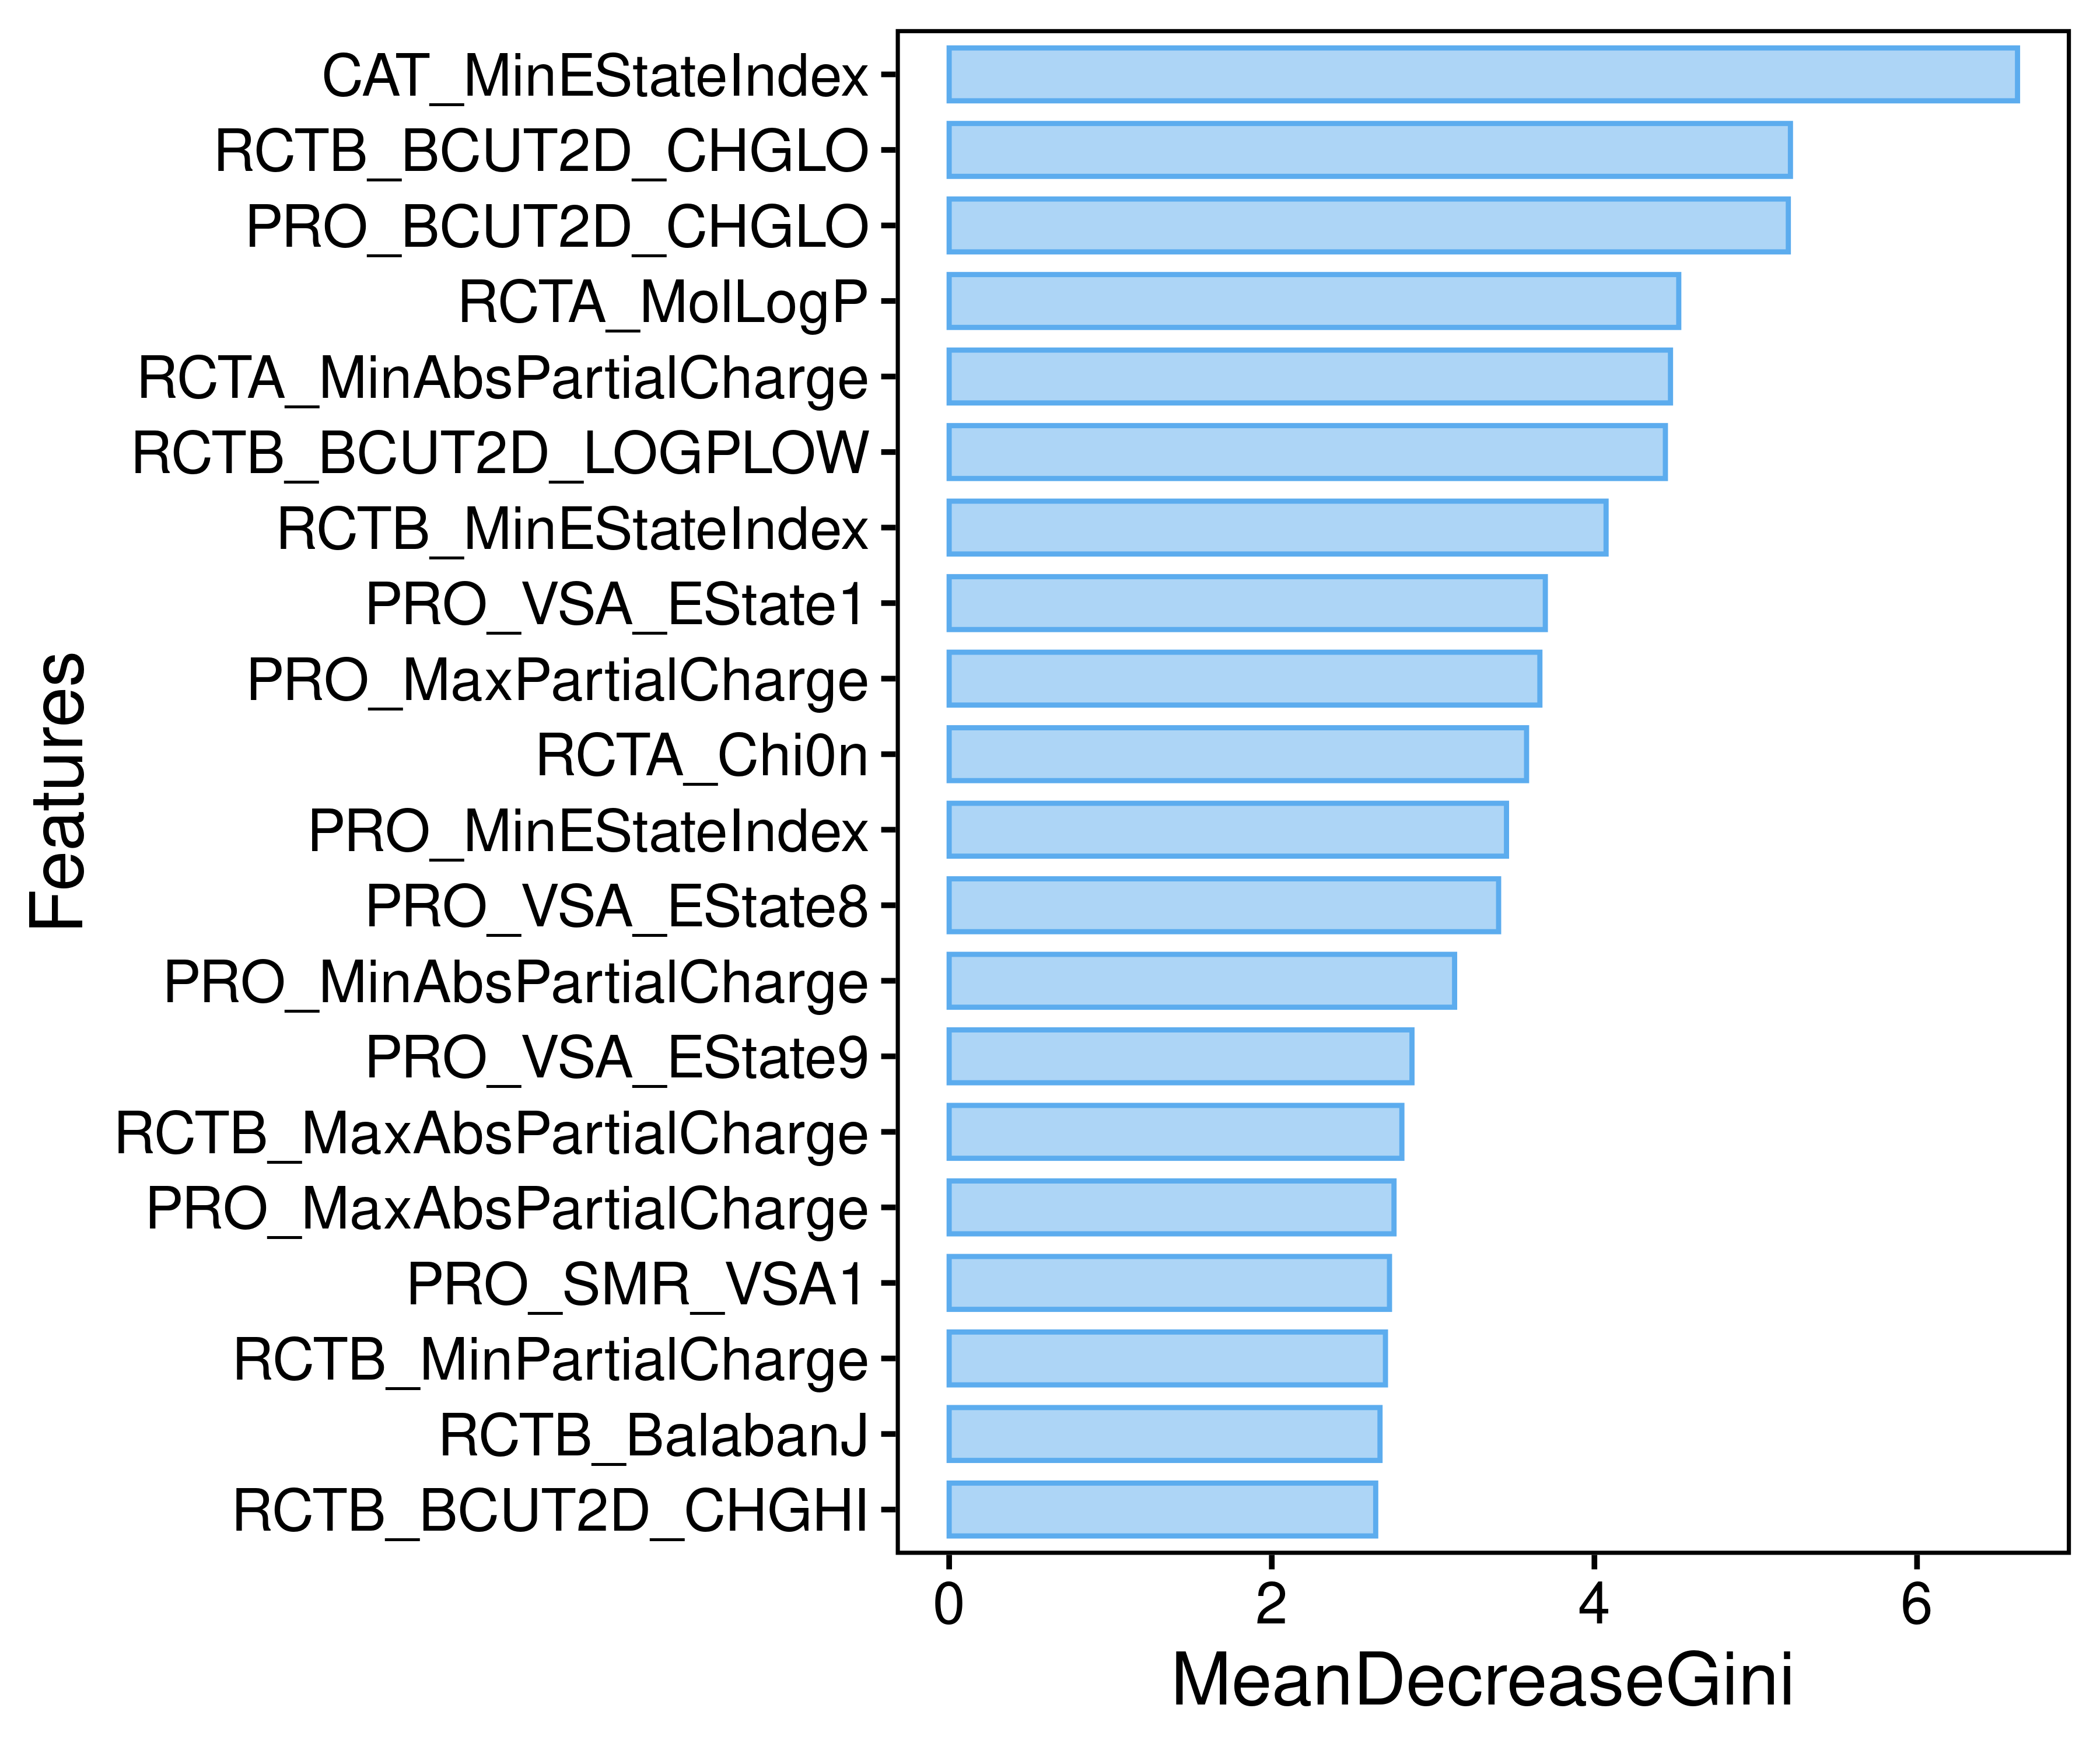 CAT_MinEStateIndex
RCTB_BCUT2D_CHGLO
PRO_BCUT2D_CHGLO
RCTA_MolLogP
RCTA_MinAbsPartialCharge
RCTB_BCUT2D_LOGPLOW
RCTB_MinEStateIndex
PRO_VSA_EState1
PRO_MaxPartialCharge
RCTA_Chi0n
PRO_MinEStateIndex
PRO_VSA_EState8
PRO_MinAbsPartialCharge
PRO_VSA_EState9
RCTB_MaxAbsPartialCharge
PRO_MaxAbsPartialCharge
PRO_SMR_VSA1
RCTB_MinPartialCharge
RCTB_BalabanJ
RCTB_BCUT2D_CHGHI
Features
0 2 4 6
MeanDecreaseGini